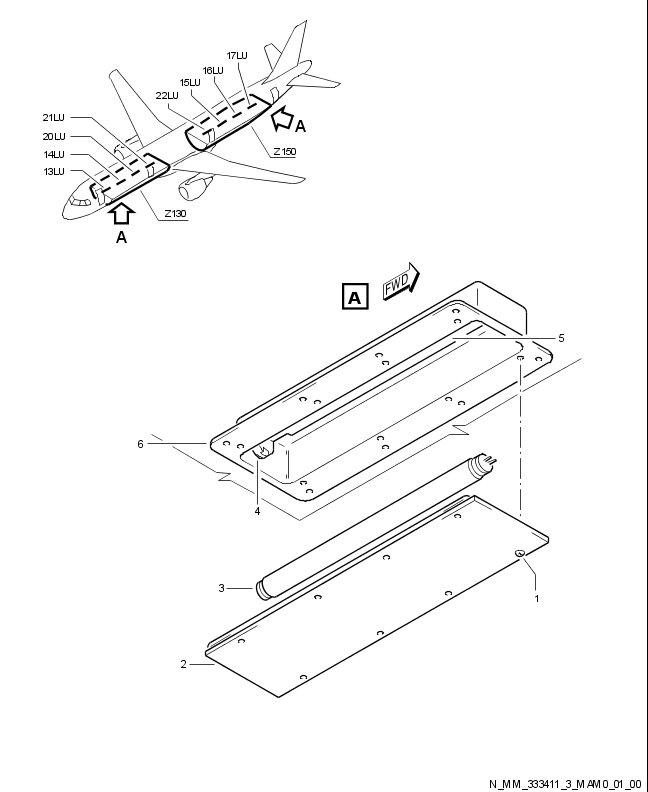 17LU
16LU
15LU
22LU
21LU
20LU
14LU
13LU
A
Z150
Z130
A
A
FWD
5
6
4
3
1
2
N_MM_333411_3_MAM0_01_00